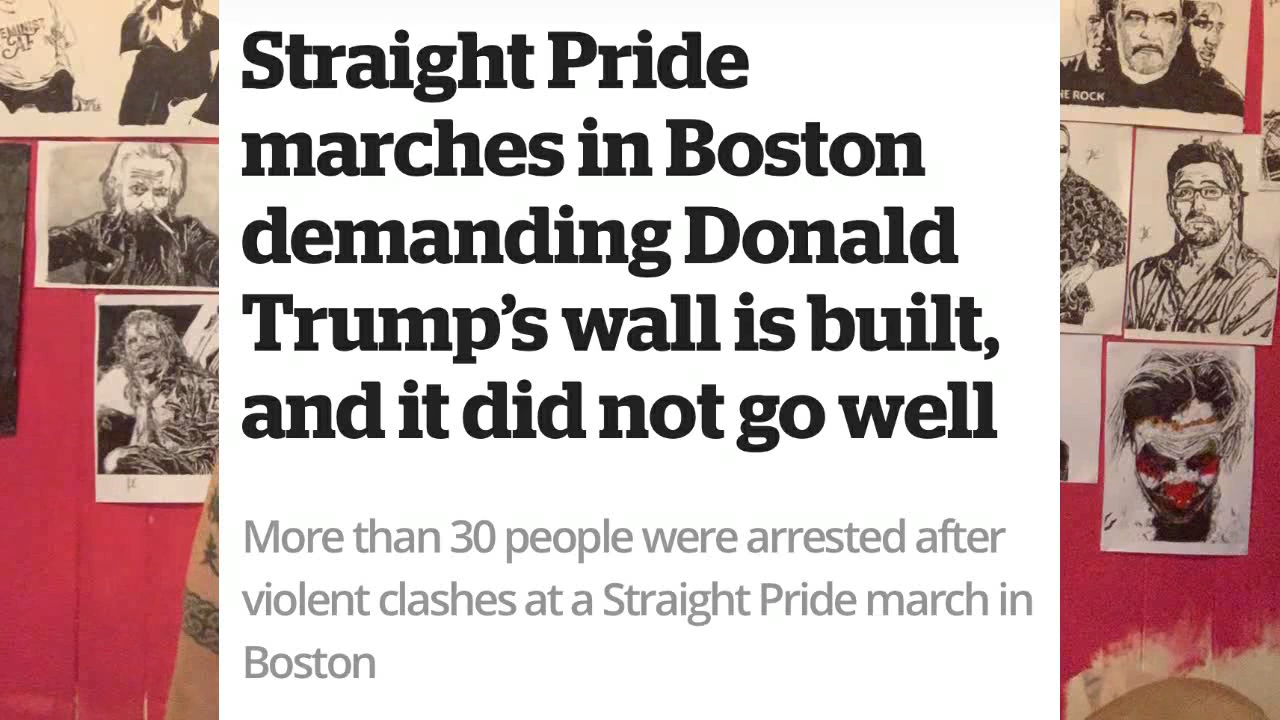 EMINIST
HE ROCK
Straight Pride
marches in Boston
demanding Donald
Trump’s wall is built,
and it did not go well
More than 30 people were arrested after
violent clashes at a Straight Pride march in
Boston